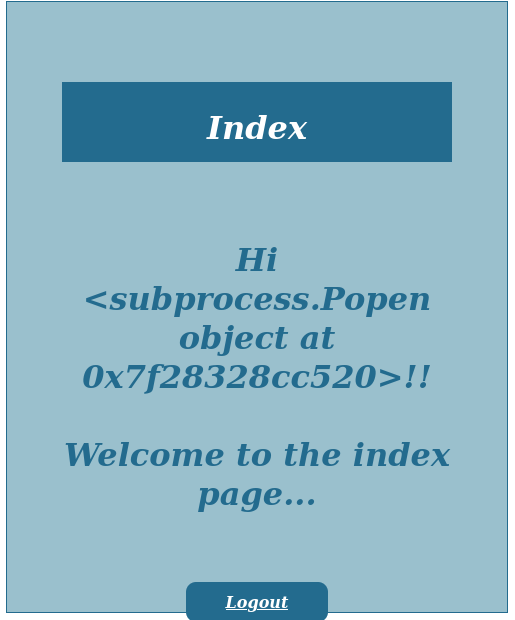 Index
Hi
<subprocess.Popen
object at
0x7f28328cc520>!!
Welcome to the index
page...
Logout